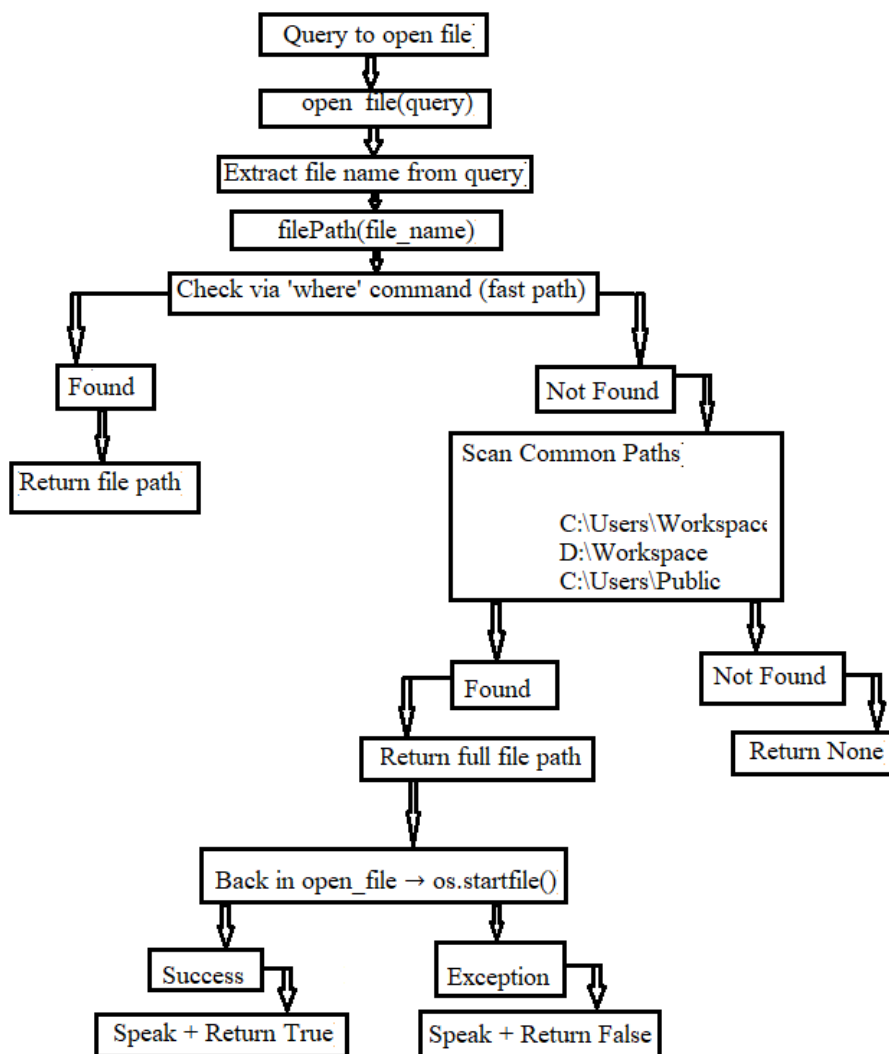 Query to open file
open file(query)
Extract file name from query
filePath(file_name)
Check via 'where' command (fast path)
Found
Not Found
Return file path
Scan Common Paths
C:\Users\Workspace
D:\Workspace
C:\Users\Public
Found
Not Found
Return full file path
Return None
Back in open_file → os.startfile()
Success
Exception
Speak + Return True
Speak + Return False